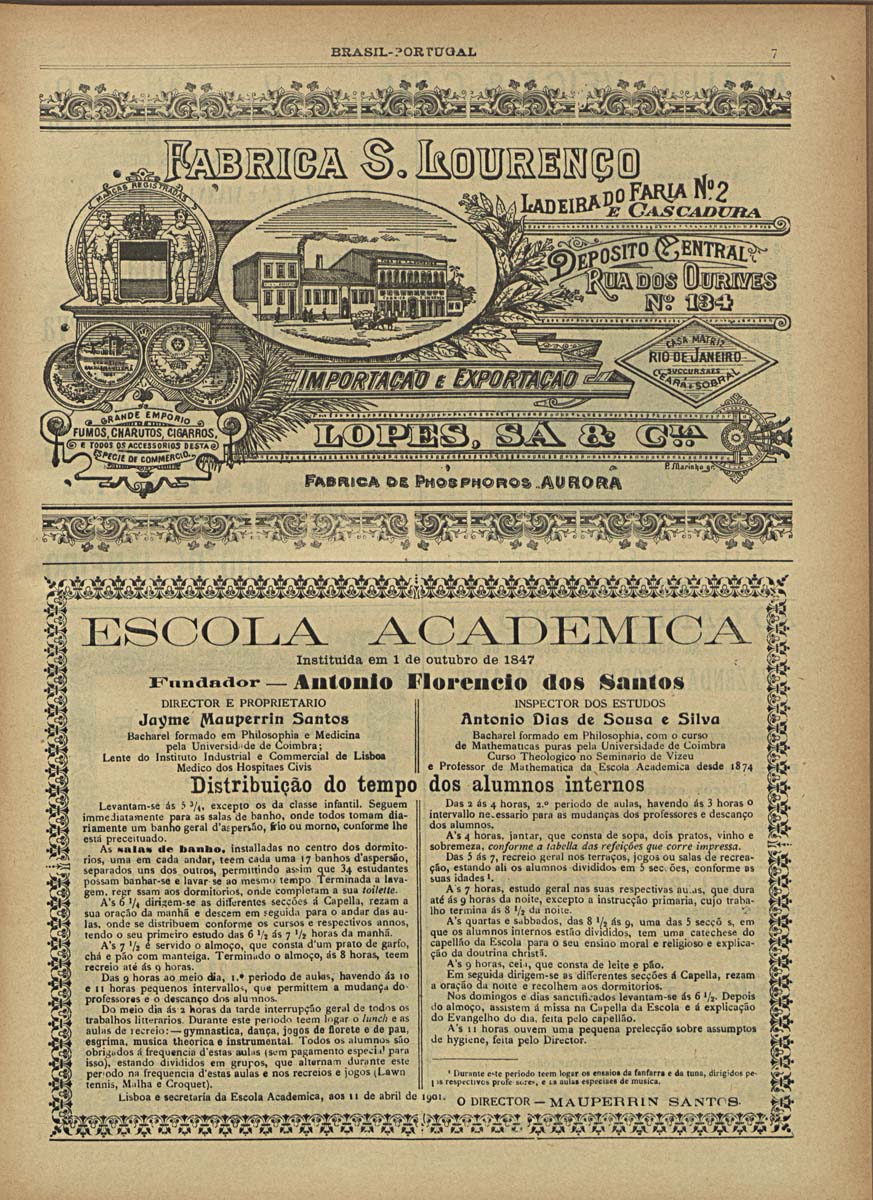 BRASIL-PORTUGAL
7
FABRICA S. LOURENÇO
LADEIRA DO FARIA Nº 2
E CASCADURA
MARCAS REGISTRADAS
DEPOSITO CENTRAL
RUA DOS OURIVES
Nº 134
CASA MATRIZ
RIO DE JANEIRO
SUCCURSAES
CEARÁ E SOBRAL
IMPORTAÇÃO E EXPORTAÇÃO
GRANDE EMPORIO
FUMOS, CHARUTOS, CIGARROS,
E TODOS OS ACCESSORIOS DESTA
ESPECIE DE COMMERCIO.
LOPES, SÁ & CIA
P. Marinho gr.
FABRICA DE PHOSPHOROS „AURORA
ESCOLA ACADEMICA
Instituida em 1 de outubro de 1847
Fundador — Antonio Florencio dos Santos
DIRECTOR E PROPRIETARIO
Jayme Mauperrin Santos
Bacharel formado em Philosophia e Medicina
pela Universidade de Coimbra;
Lente do Instituto Industrial e Commercial de Lisboa
Medico dos Hospitaes Civis
INSPECTOR DOS ESTUDOS
Antonio Dias de Sousa e Silva
Bacharel formado em Philosophia, com o curso
de Mathematicas puras pela Universidade de Coimbra
Curso Theologico no Seminario de Vizeu
e Professor de Mathematica da Escola Academica desde 1874
Distribuição do tempo dos alumnos internos
Levantam-se ás 5 3/4, excepto os da classe infantil. Seguem
immediatamente para as salas de banho, onde todos tomam dia-
riamente um banho geral d'aspersão, frio ou morno, conforme lhe
está preceituado.
As salas de banho, installadas no centro dos dormito-
rios, uma em cada andar, teem cada uma 17 banhos d'aspersão,
separados uns dos outros, permittindo assim que 34 estudantes
possam banhar-se e lavar-se ao mesmo tempo Terminada a lava-
gem, regressam aos dormitorios, onde completam a sua toilette.
A's 6 1/4 dirigem-se as differentes secções á Capella, rezam a
sua oração da manhã e descem em seguida para o andar das au-
las, onde se distribuem conforme os cursos e respectivos annos,
tendo o seu primeiro estudo das 6 1/2 ás 7 1/2 horas da manhã.
A's 7 1/2 é servido o almoço, que consta d'um prato de garfo,
chá e pão com manteiga. Terminado o almoço, ás 8 horas, teem
recreio até ás 9 horas.
Das 9 horas ao meio dia, 1.º periodo de aulas, havendo ás 10
e 11 horas pequenos intervallos, que permittem a mudança do
professores e o descanço dos alumnos.
Do meio dia ás 2 horas da tarde interrupção geral de todos os
trabalhos litterarios. Durante este periodo teem logar o lunch e as
aulas de recreio: — gymnastica, dança, jogos de florete e de pau,
esgrima, musica theorica e instrumental. Todos os alumnos são
obrigados á frequencia d'estas aulas (sem pagamento especial para
isso), estando divididos em grupos, que alternam durante este
periodo na frequencia d'estas aulas e nos recreios e jogos (Lawn
tennis, Malha e Croquet).
Das 2 ás 4 horas, 2.º periodo de aulas, havendo ás 3 horas o
intervallo necessario para as mudanças dos professores e descanço
dos alumnos.
A's 4 horas, jantar, que consta de sopa, dois pratos, vinho e
sobremeza, conforme a tabella das refeições que corre impressa.
Das 5 ás 7, recreio geral nos terraços, jogos ou salas de recrea-
ção, estando ali os alumnos divididos em 5 secções, conforme as
suas idades ¹.
A's 7 horas, estudo geral nas suas respectivas aulas, que dura
até ás 9 horas da noite, excepto a instrucção primaria, cujo traba-
lho termina ás 8 1/2 da noite.
A's quartas e sabbados, das 8 1/2 ás 9, uma das 5 secções, em
que os alumnos internos estão divididos, tem uma catechese do
capellão da Escola para o seu ensino moral e religioso e explica-
ção da doutrina christã.
A's 9 horas, ceia, que consta de leite e pão.
Em seguida dirigem-se as differentes secções á Capella, rezam
a oração da noite e recolhem aos dormitorios.
Nos domingos e dias sanctificados levantam-se ás 6 1/2. Depois
do almoço, assistem á missa na Capella da Escola e á explicação
do Evangelho do dia, feita pelo capellão.
A's 11 horas ouvem uma pequena prelecção sobre assumptos
de hygiene, feita pelo Director.
¹ Durante este periodo teem logar os ensaios da fanfarra e da tuna, dirigidos pe-
los respectivos professores, e as aulas especiaes de musica.
Lisboa e secretaria da Escola Academica, aos 11 de abril de 1901.
O DIRECTOR — MAUPERRIN SANTOS.